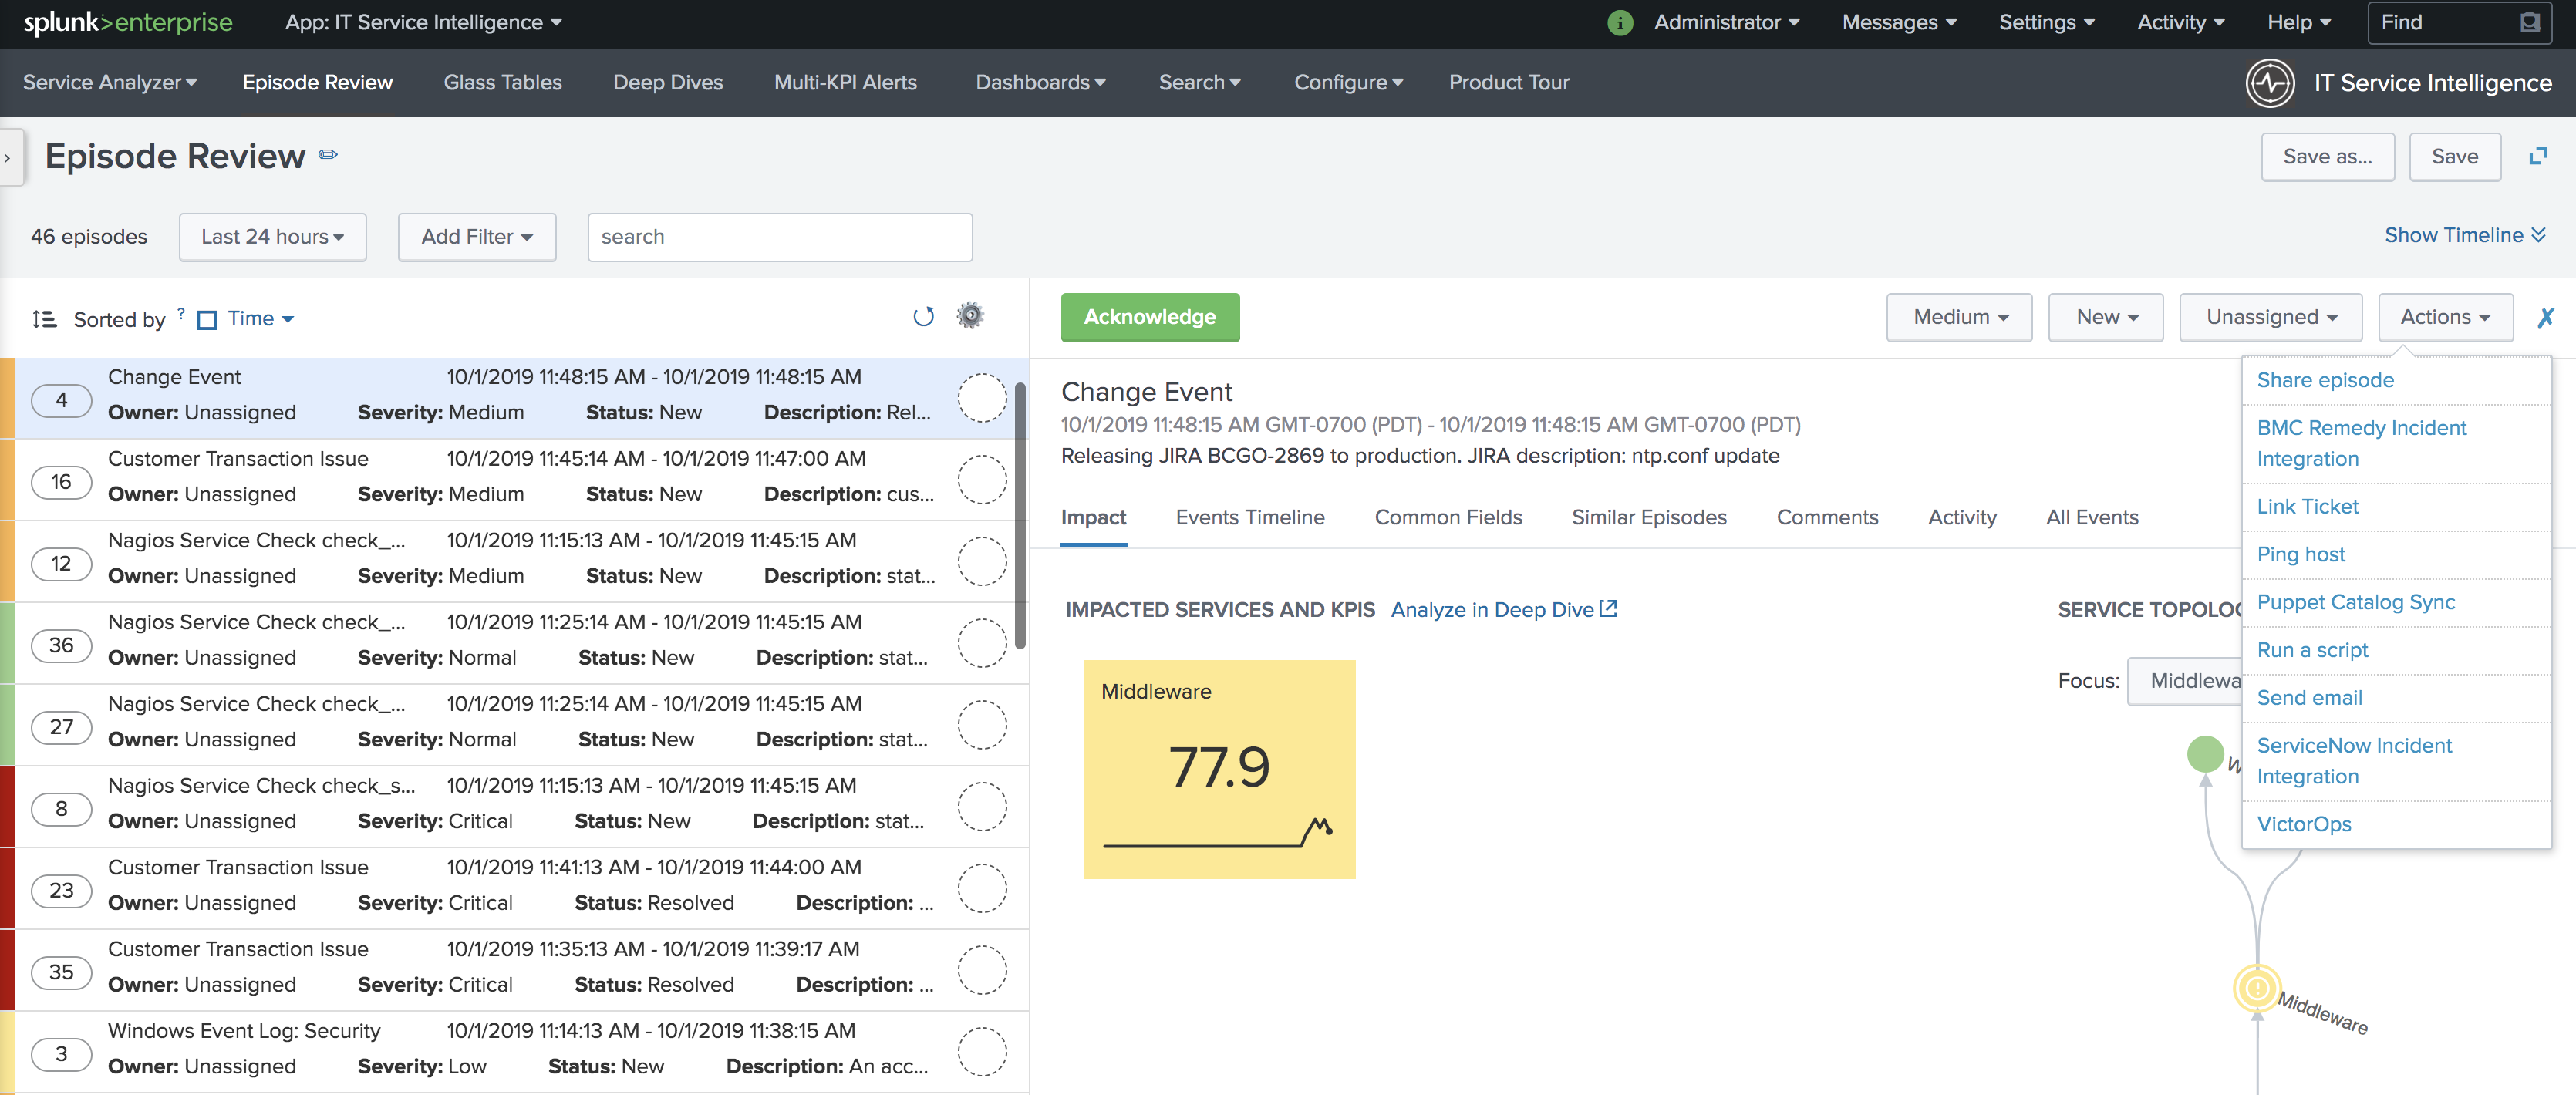 splunk>enterprise App: IT Service Intelligence i Administrator Messages Settings Activity Help Find
Service Analyzer Episode Review Glass Tables Deep Dives Multi-KPI Alerts Dashboards Search Configure Product Tour IT Service Intelligence
Episode Review Save as... Save
46 episodes Last 24 hours Add Filter search Show Timeline
Sorted by ? Time
Acknowledge Medium New Unassigned Actions
4 Change Event 10/1/2019 11:48:15 AM - 10/1/2019 11:48:15 AM
Owner: Unassigned Severity: Medium Status: New Description: Rel...
16 Customer Transaction Issue 10/1/2019 11:45:14 AM - 10/1/2019 11:47:00 AM
Owner: Unassigned Severity: Medium Status: New Description: cus...
12 Nagios Service Check check_... 10/1/2019 11:15:13 AM - 10/1/2019 11:45:15 AM
Owner: Unassigned Severity: Medium Status: New Description: stat...
36 Nagios Service Check check_... 10/1/2019 11:25:14 AM - 10/1/2019 11:45:15 AM
Owner: Unassigned Severity: Normal Status: New Description: stat...
27 Nagios Service Check check_... 10/1/2019 11:25:14 AM - 10/1/2019 11:45:15 AM
Owner: Unassigned Severity: Normal Status: New Description: stat...
8 Nagios Service Check check_s... 10/1/2019 11:15:13 AM - 10/1/2019 11:45:15 AM
Owner: Unassigned Severity: Critical Status: New Description: stat...
23 Customer Transaction Issue 10/1/2019 11:41:13 AM - 10/1/2019 11:44:00 AM
Owner: Unassigned Severity: Critical Status: Resolved Description: ...
35 Customer Transaction Issue 10/1/2019 11:35:13 AM - 10/1/2019 11:39:17 AM
Owner: Unassigned Severity: Critical Status: Resolved Description: ...
3 Windows Event Log: Security 10/1/2019 11:14:13 AM - 10/1/2019 11:38:15 AM
Owner: Unassigned Severity: Low Status: New Description: An acc...
Change Event
10/1/2019 11:48:15 AM GMT-0700 (PDT) - 10/1/2019 11:48:15 AM GMT-0700 (PDT)
Releasing JIRA BCGO-2869 to production. JIRA description: ntp.conf update
Impact Events Timeline Common Fields Similar Episodes Comments Activity All Events
IMPACTED SERVICES AND KPIS Analyze in Deep Dive
Middleware
77.9
SERVICE TOPOLOG
Focus: Middlewa
W
Middleware
Share episode
BMC Remedy Incident
Integration
Link Ticket
Ping host
Puppet Catalog Sync
Run a script
Send email
ServiceNow Incident
Integration
VictorOps